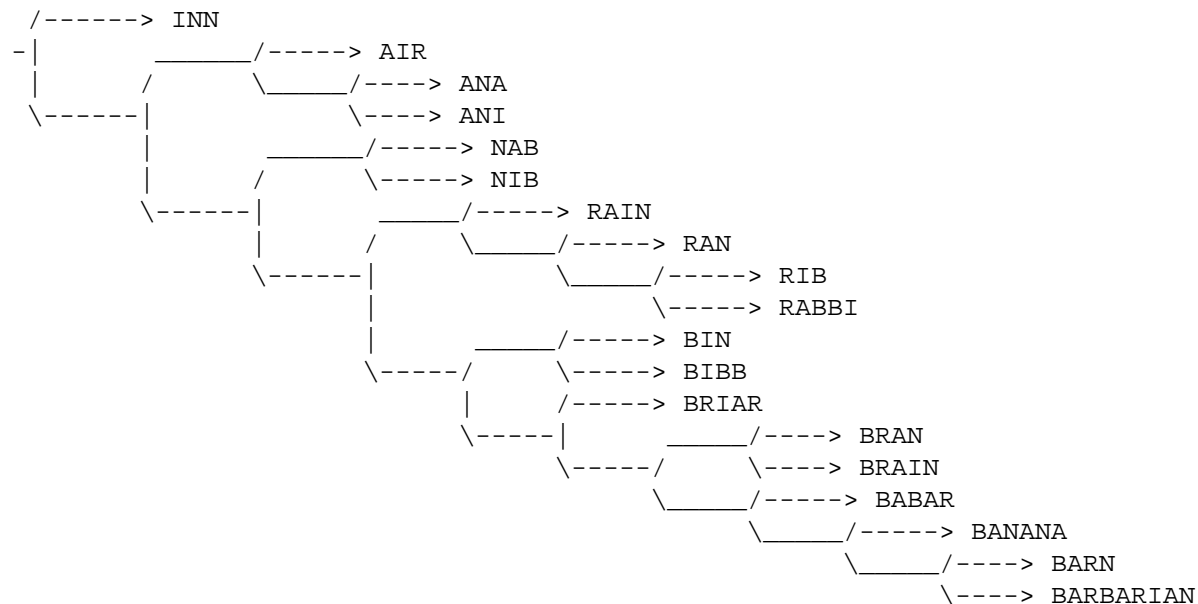 INN
AIR
ANA
ANI
NAB
NIB
RAIN
RAN
RIB
RABBI
BIN
BIBB
BRIAR
BRAN
BRAIN
BABAR
BANANA
BARN
BARBARIAN